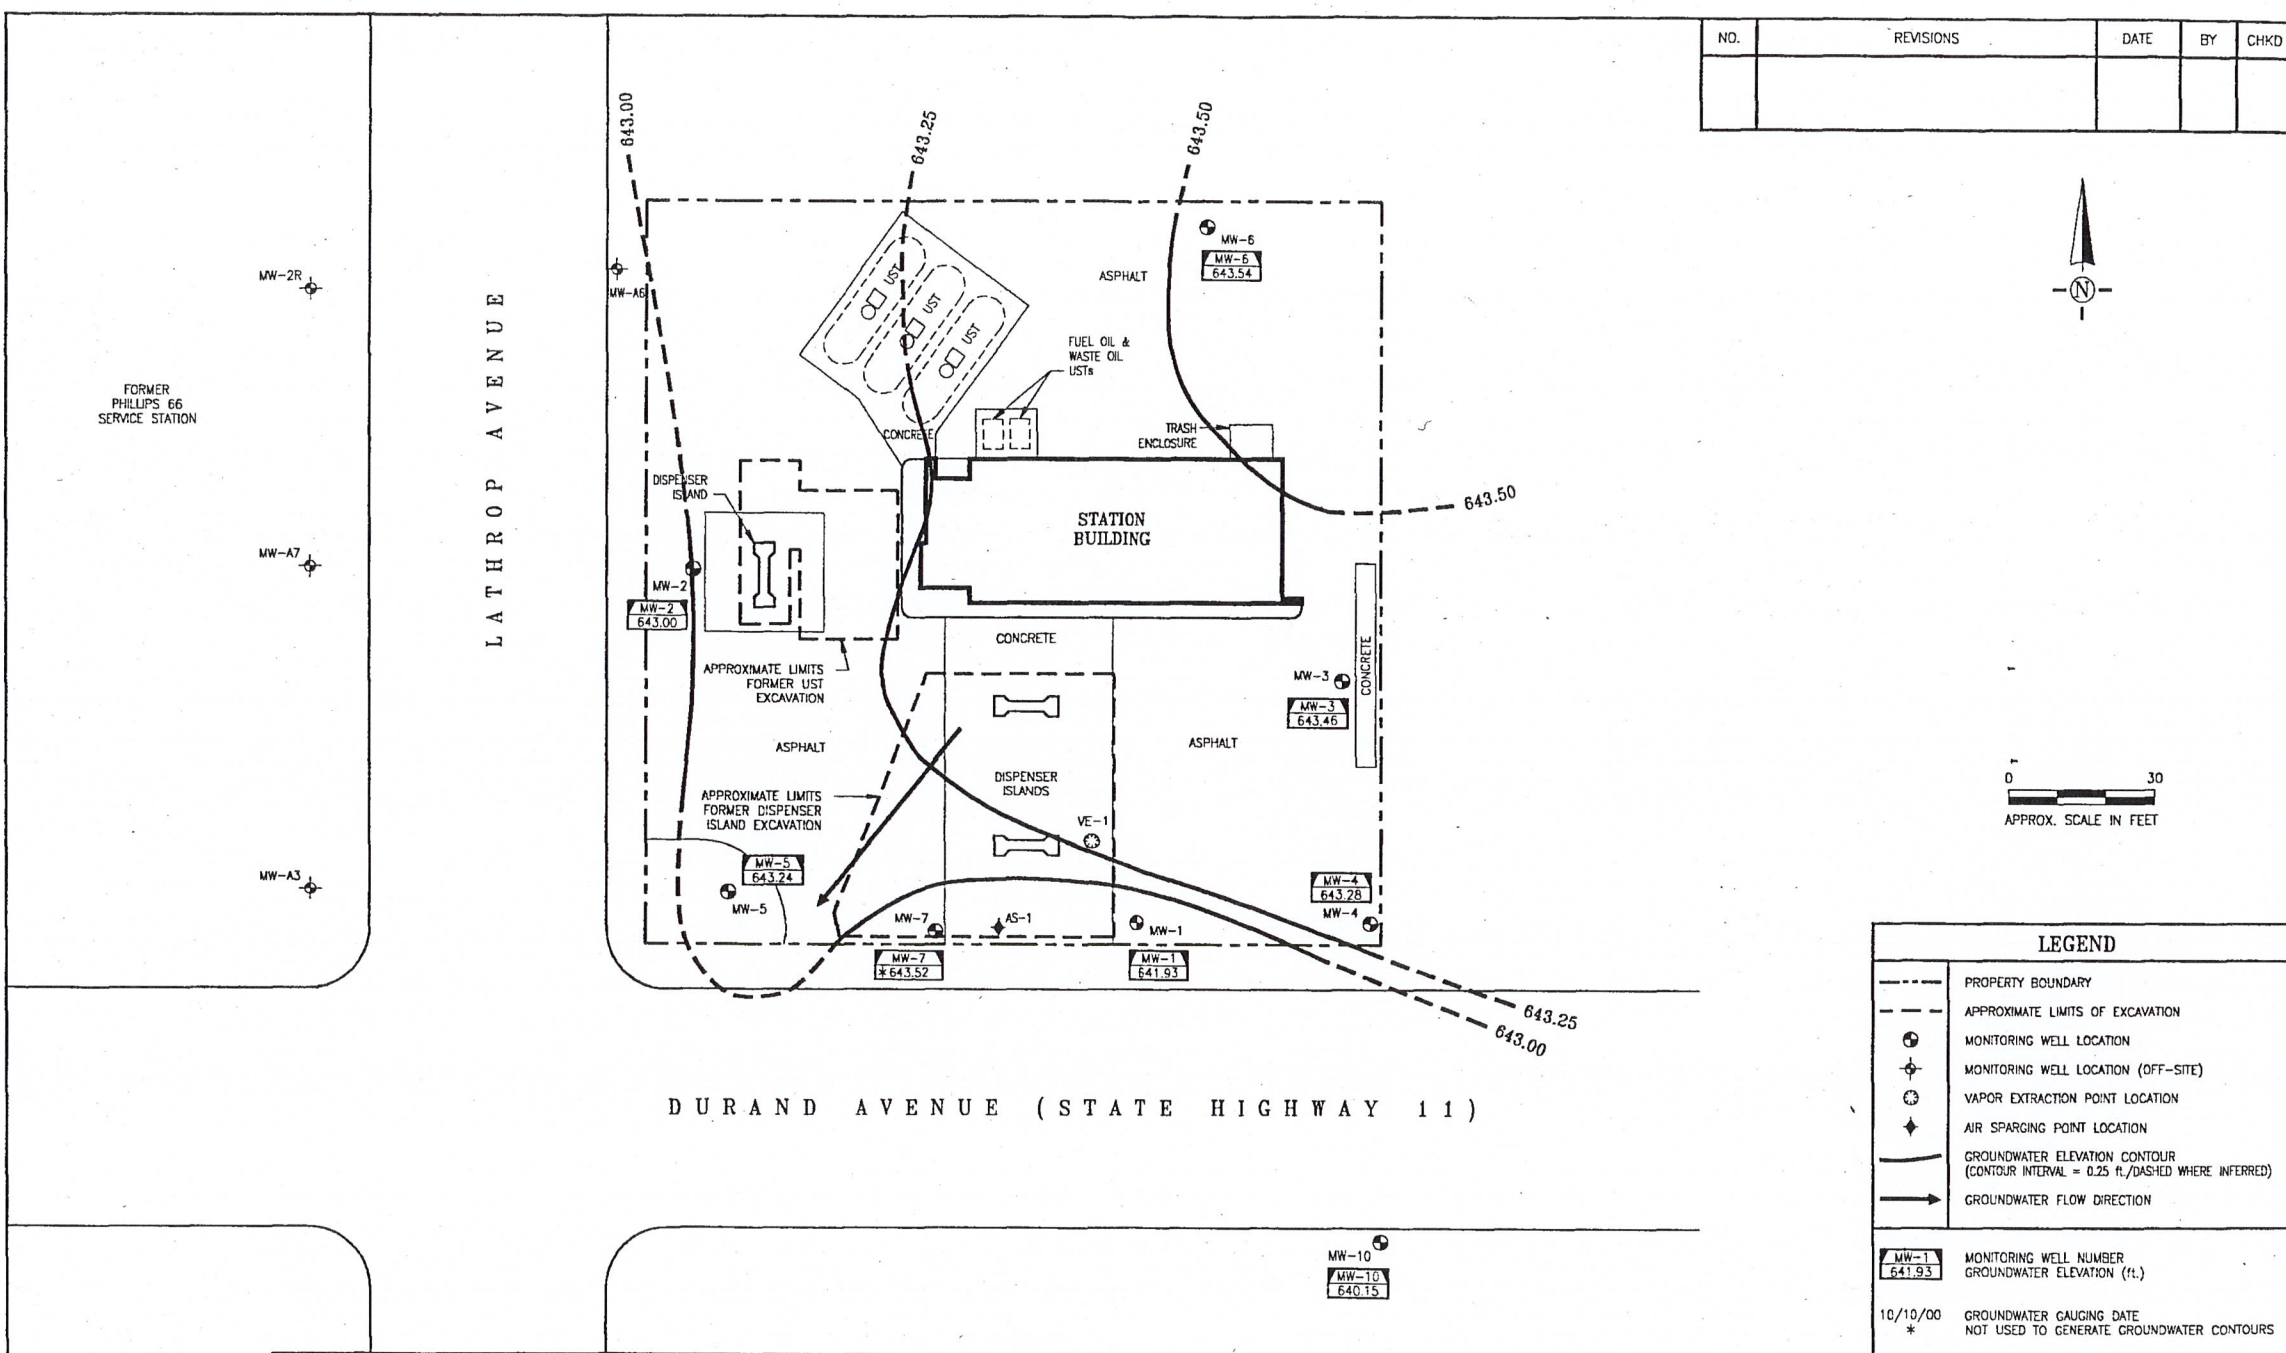 NO. REVISIONS DATE BY CHKD
643.00
643.25
643.50
MW-6
MW-6
643.54
ASPHALT
MW-2R
MW-A6
UST
UST
UST
N
FUEL OIL &
WASTE OIL
USTs
FORMER
PHILLIPS 66
SERVICE STATION
LATHROP AVENUE
CONCRETE
TRASH
ENCLOSURE
DISPENSER
ISLAND
643.50
STATION
BUILDING
MW-A7
MW-2
MW-2
643.00
CONCRETE
APPROXIMATE LIMITS
FORMER UST
EXCAVATION
MW-3
MW-3
643.46
CONCRETE
ASPHALT
ASPHALT
DISPENSER
ISLANDS
0 30
APPROX. SCALE IN FEET
APPROXIMATE LIMITS
FORMER DISPENSER
ISLAND EXCAVATION
VE-1
MW-A3
MW-5
643.24
MW-5
MW-7
AS-1
MW-1
MW-4
643.28
MW-4
MW-7
*643.52
MW-1
641.93
643.25
643.00
DURAND AVENUE (STATE HIGHWAY 11)
MW-10
MW-10
640.15
LEGEND
PROPERTY BOUNDARY
APPROXIMATE LIMITS OF EXCAVATION
MONITORING WELL LOCATION
MONITORING WELL LOCATION (OFF-SITE)
VAPOR EXTRACTION POINT LOCATION
AIR SPARGING POINT LOCATION
GROUNDWATER ELEVATION CONTOUR
(CONTOUR INTERVAL = 0.25 ft./DASHED WHERE INFERRED)
GROUNDWATER FLOW DIRECTION
MW-1 MONITORING WELL NUMBER
641.93 GROUNDWATER ELEVATION (ft.)
10/10/00 GROUNDWATER GAUGING DATE
* NOT USED TO GENERATE GROUNDWATER CONTOURS